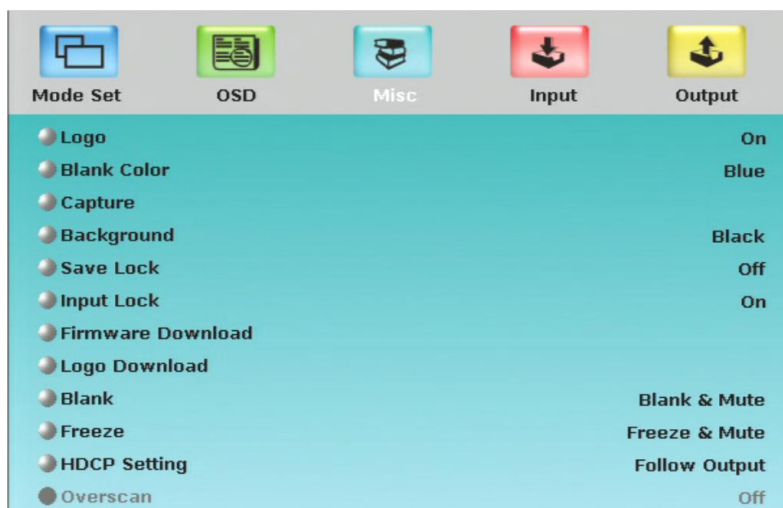 Mode Set OSD Misc Input Output
Logo On
Blank Color Blue
Capture
Background Black
Save Lock Off
Input Lock On
Firmware Download
Logo Download
Blank Blank & Mute
Freeze Freeze & Mute
HDCP Setting Follow Output
Overscan Off